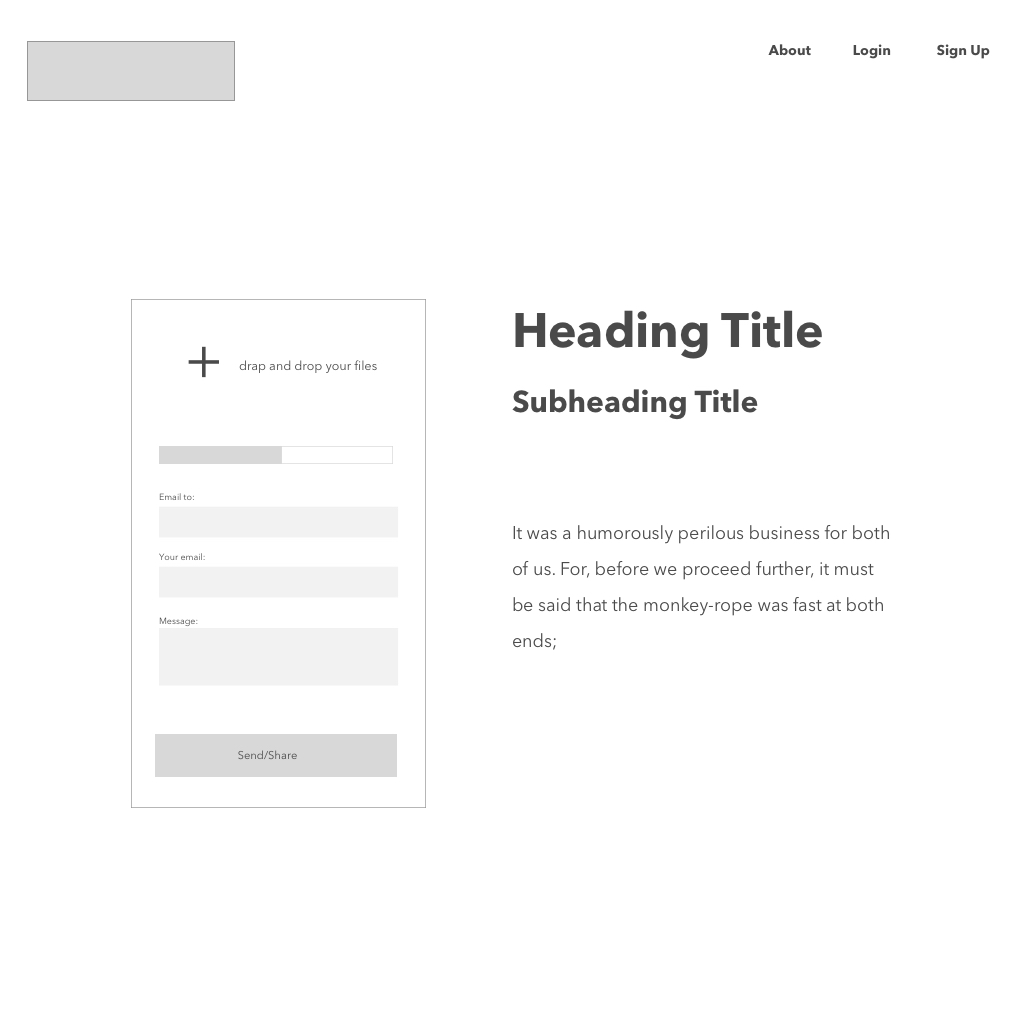 About Login Sign Up
drap and drop your files
Email to:
Your email:
Message:
Send/Share
Heading Title
Subheading Title
It was a humorously perilous business for both
of us. For, before we proceed further, it must
be said that the monkey-rope was fast at both
ends;